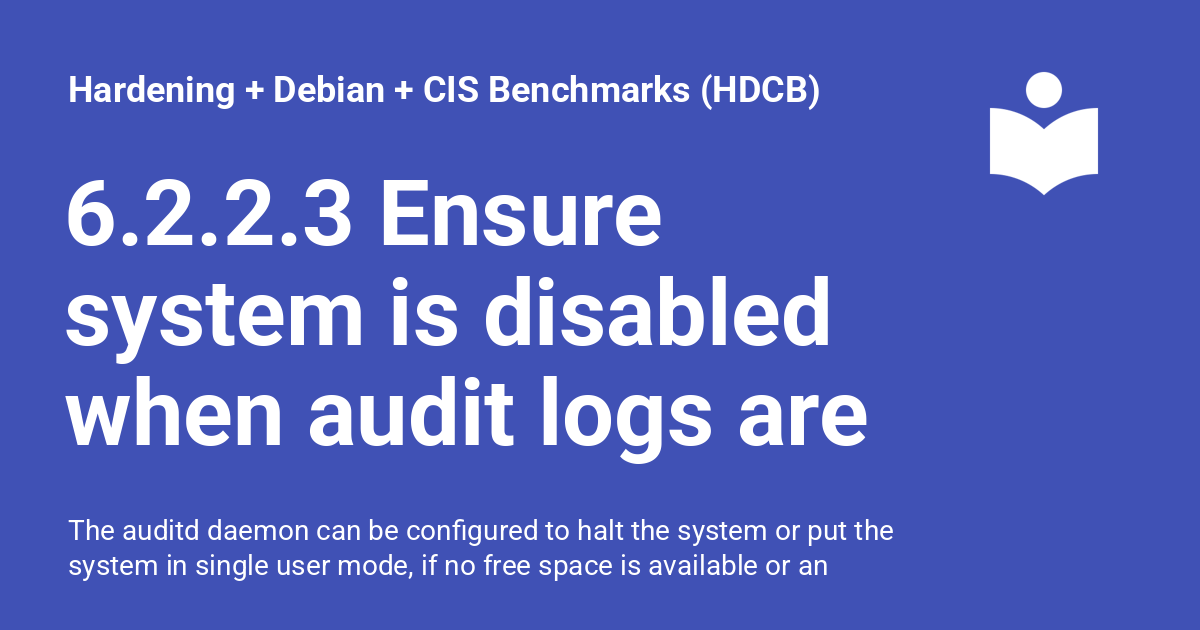 Hardening + Debian + CIS Benchmarks (HDCB)
6.2.2.3 Ensure
system is disabled
when audit logs are
The auditd daemon can be configured to halt the system or put the
system in single user mode, if no free space is available or an